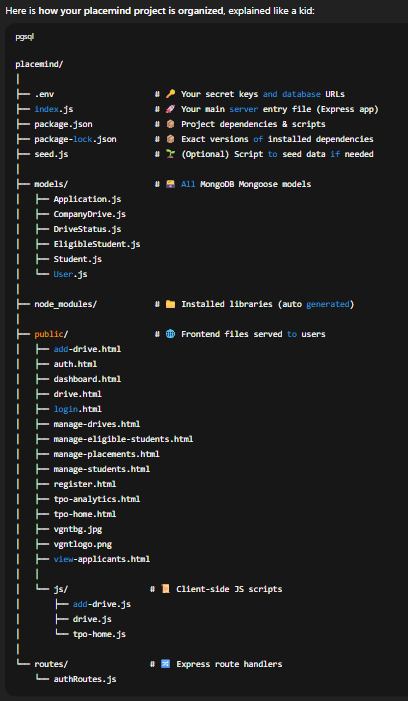 Here is how your placemind project is organized, explained like a kid:
pgsql
placemind/
│
├── .env # 🔑 Your secret keys and database URLs
├── index.js # 🚀 Your main server entry file (Express app)
├── package.json # 📦 Project dependencies & scripts
├── package-lock.json # 📦 Exact versions of installed dependencies
├── seed.js # 🌱 (Optional) Script to seed data if needed
│
├── models/ # All MongoDB Mongoose models
│ ├── Application.js
│ ├── CompanyDrive.js
│ ├── DriveStatus.js
│ ├── EligibleStudent.js
│ ├── Student.js
│ └── User.js
│
├── node_modules/ # 📁 Installed libraries (auto generated)
│
├── public/ # 🌐 Frontend files served to users
│ ├── add-drive.html
│ ├── auth.html
│ ├── dashboard.html
│ ├── drive.html
│ ├── login.html
│ ├── manage-drives.html
│ ├── manage-eligible-students.html
│ ├── manage-placements.html
│ ├── manage-students.html
│ ├── register.html
│ ├── tpo-analytics.html
│ ├── tpo-home.html
│ ├── vgntbg.jpg
│ ├── vgntlogo.png
│ ├── view-applicants.html
│ │
│ └── js/ # 📜 Client-side JS scripts
│ ├── add-drive.js
│ ├── drive.js
│ └── tpo-home.js
│
└── routes/ # 🔀 Express route handlers
└── authRoutes.js